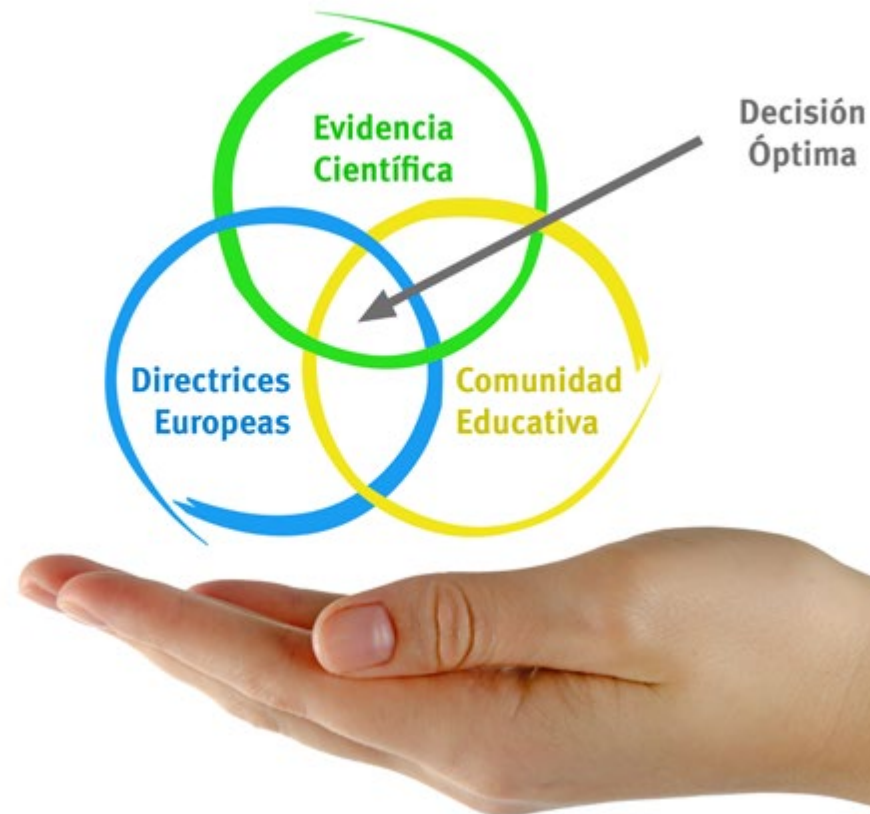 Evidencia
Científica
Decisión
Óptima
Directrices
Europeas
Comunidad
Educativa